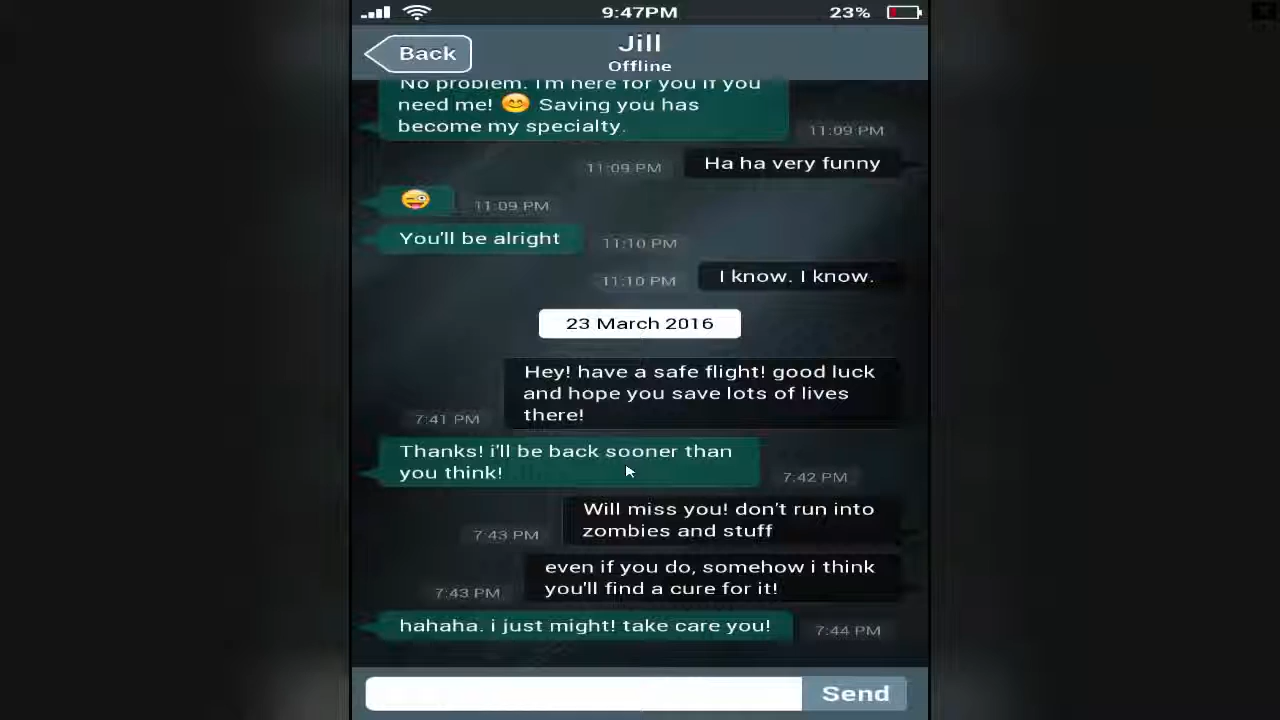 9:47PM 23%
Back
Jill
Offline
No problem. I'm here for you if you
need me! 😊 Saving you has
become my specialty.
11:09 PM
Ha ha very funny
11:09 PM
😜
11:09 PM
You'll be alright
11:10 PM
I know. I know.
11:10 PM
23 March 2016
Hey! have a safe flight! good luck
and hope you save lots of lives
there!
7:41 PM
Thanks! i'll be back sooner than
you think!
7:42 PM
Will miss you! don't run into
zombies and stuff
7:43 PM
even if you do, somehow i think
you'll find a cure for it!
7:43 PM
hahaha. i just might! take care you!
7:44 PM
Send